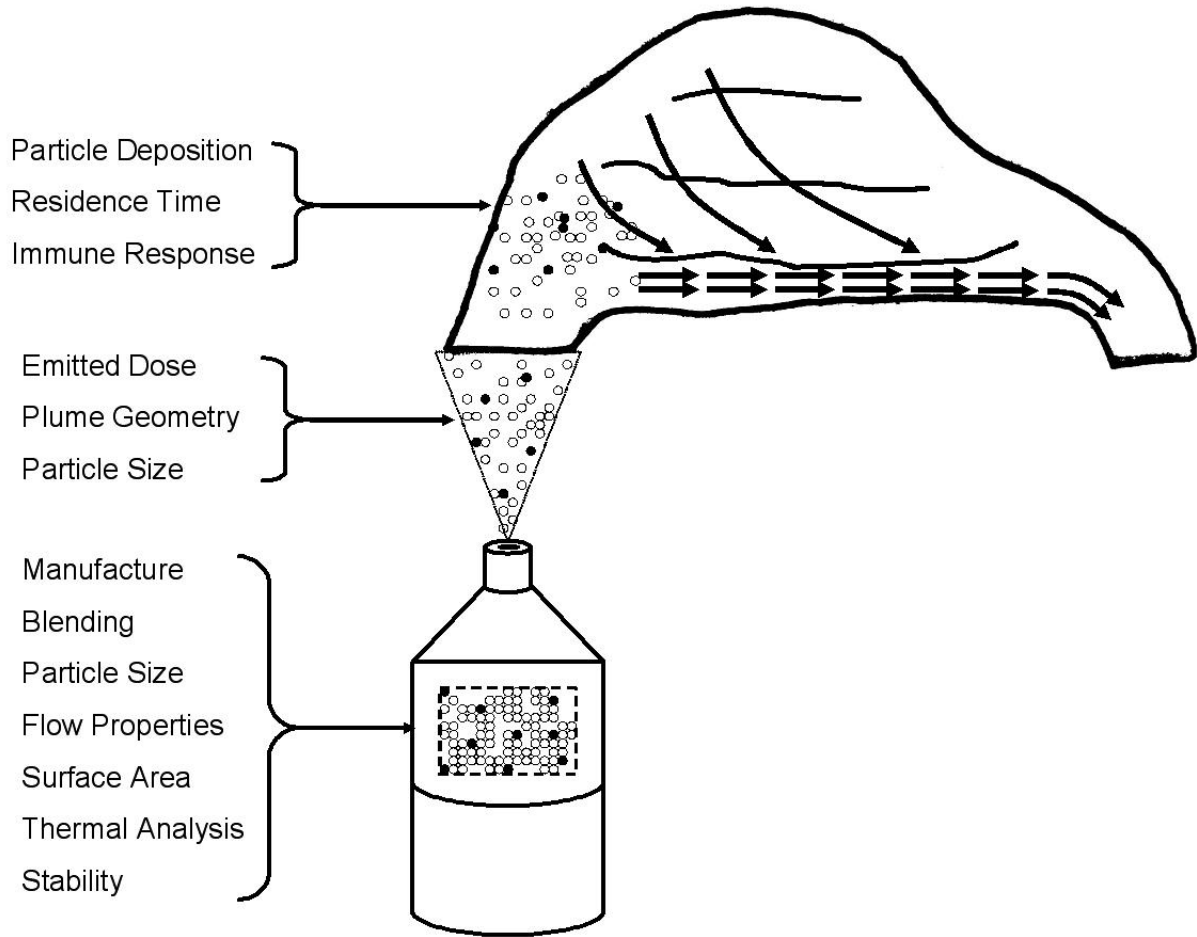 Particle Deposition
Residence Time
Immune Response
Emitted Dose
Plume Geometry
Particle Size
Manufacture
Blending
Particle Size
Flow Properties
Surface Area
Thermal Analysis
Stability